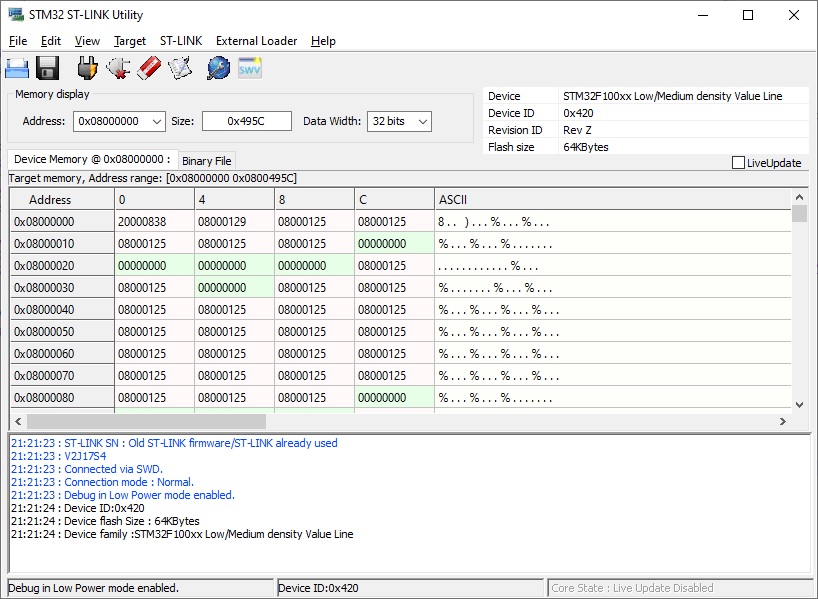 STM32 ST-LINK Utility
File Edit View Target ST-LINK External Loader Help
SWV
Memory display
Address: 0x08000000 Size: 0x495C Data Width: 32 bits
Device STM32F100xx Low/Medium density Value Line
Device ID 0x420
Revision ID Rev Z
Flash size 64KBytes
LiveUpdate
Device Memory @ 0x08000000 : Binary File
Target memory, Address range: [0x08000000 0x0800495C]
Address 0 4 8 C ASCII
0x08000000 20000838 08000129 08000125 08000125 8.. )...%...%...
0x08000010 08000125 08000125 08000125 00000000 %...%...%.......
0x08000020 00000000 00000000 00000000 08000125 ............%...
0x08000030 08000125 00000000 08000125 08000125 %.......%...%...
0x08000040 08000125 08000125 08000125 08000125 %...%...%...%...
0x08000050 08000125 08000125 08000125 08000125 %...%...%...%...
0x08000060 08000125 08000125 08000125 08000125 %...%...%...%...
0x08000070 08000125 08000125 08000125 08000125 %...%...%...%...
0x08000080 08000125 08000125 08000125 00000000 %...%...%.......
21:21:23 : ST-LINK SN : Old ST-LINK firmware/ST-LINK already used
21:21:23 : V2J17S4
21:21:23 : Connected via SWD.
21:21:23 : Connection mode : Normal.
21:21:23 : Debug in Low Power mode enabled.
21:21:24 : Device ID:0x420
21:21:24 : Device flash Size : 64KBytes
21:21:24 : Device family :STM32F100xx Low/Medium density Value Line
Debug in Low Power mode enabled. Device ID:0x420 Core State : Live Update Disabled